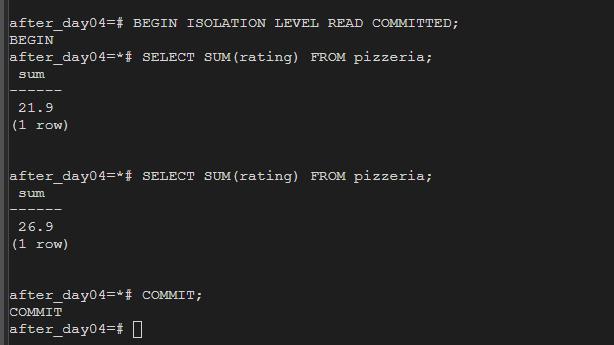 after_day04=# BEGIN ISOLATION LEVEL READ COMMITTED;
BEGIN
after_day04=*# SELECT SUM(rating) FROM pizzeria;
 sum
------
 21.9
(1 row)
after_day04=*# SELECT SUM(rating) FROM pizzeria;
 sum
------
 26.9
(1 row)
after_day04=*# COMMIT;
COMMIT
after_day04=#